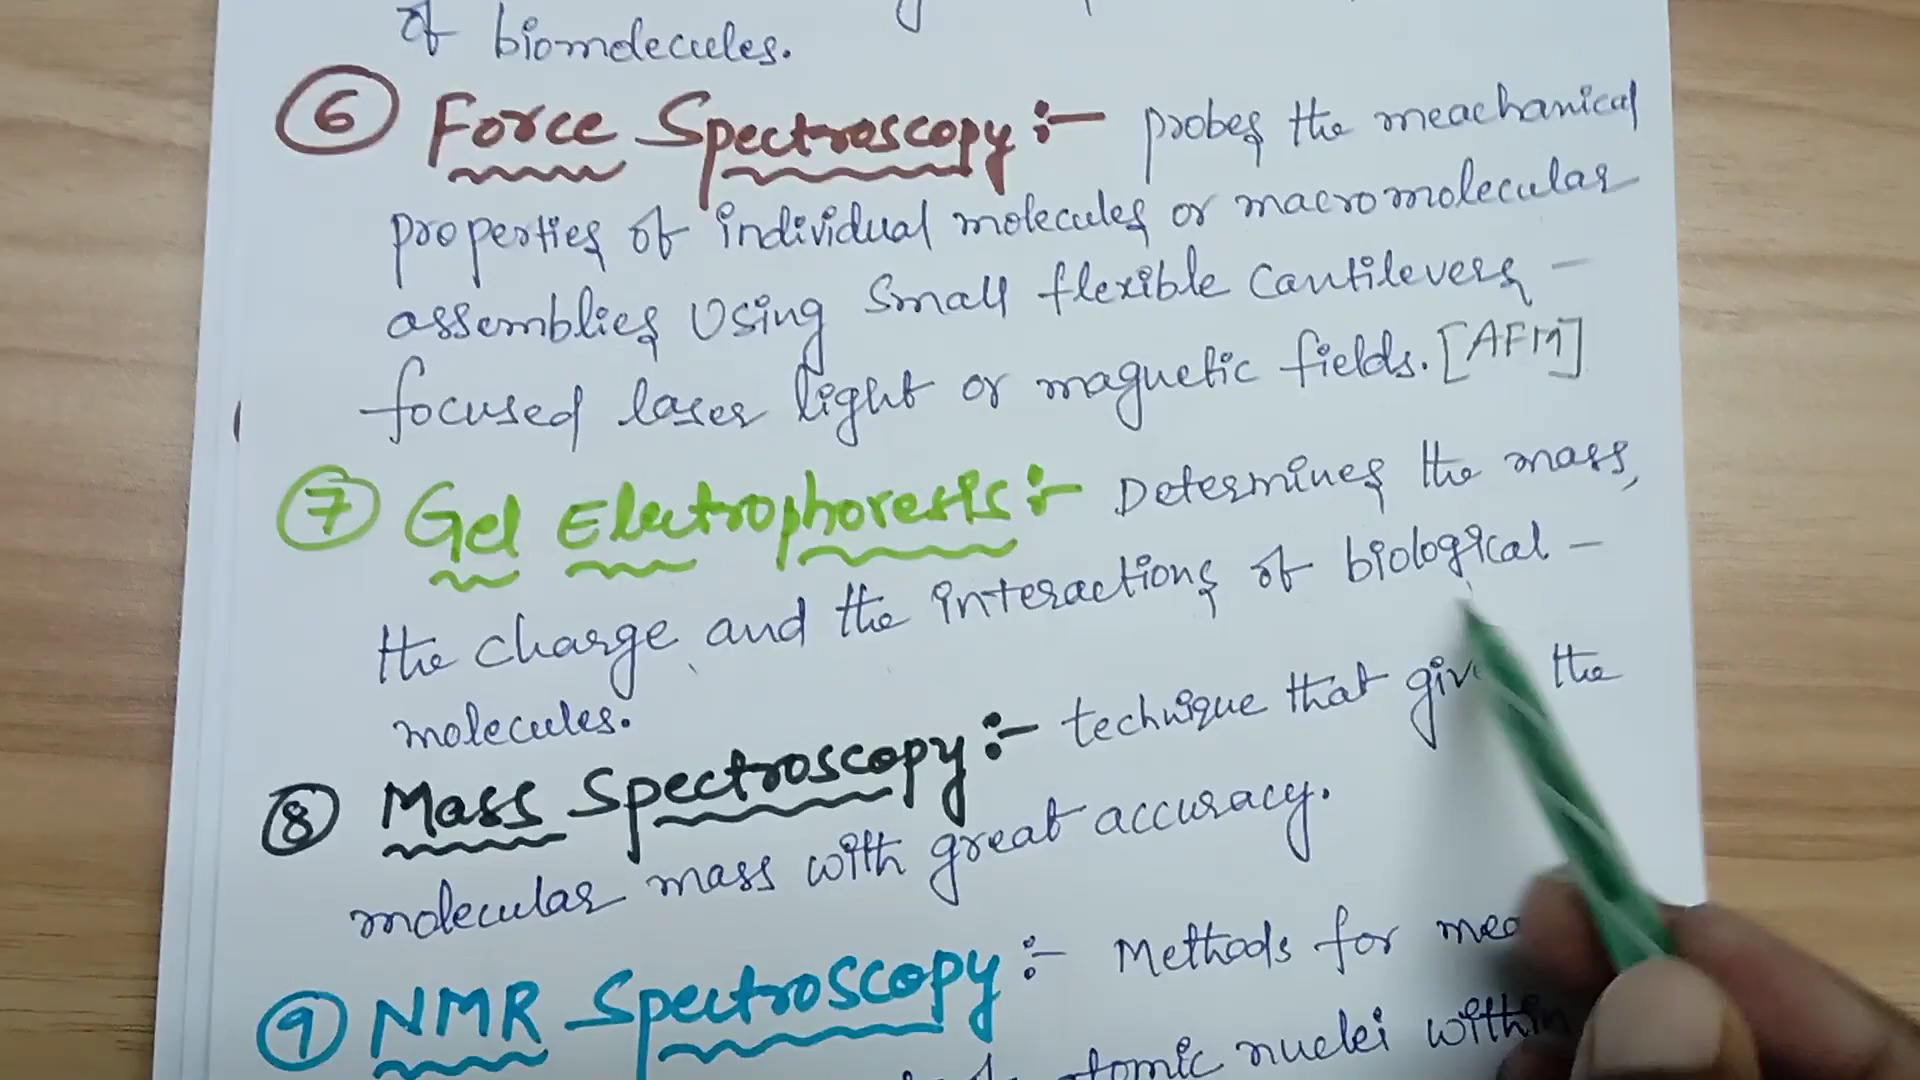 of biomolecules.
6 Force Spectroscopy :- probes the meachanical
properties of individual molecules or macromolecular
assemblies using small flexible cantilevers -
focused laser light or magnetic fields. [AFM]
7 Gel Electrophoresis :- Determines the mass,
the charge and the interactions of biological -
molecules.
8 Mass Spectroscopy :- technique that the
molecular mass with great accuracy.
9 NMR Spectroscopy :- Methods for
nuclei within